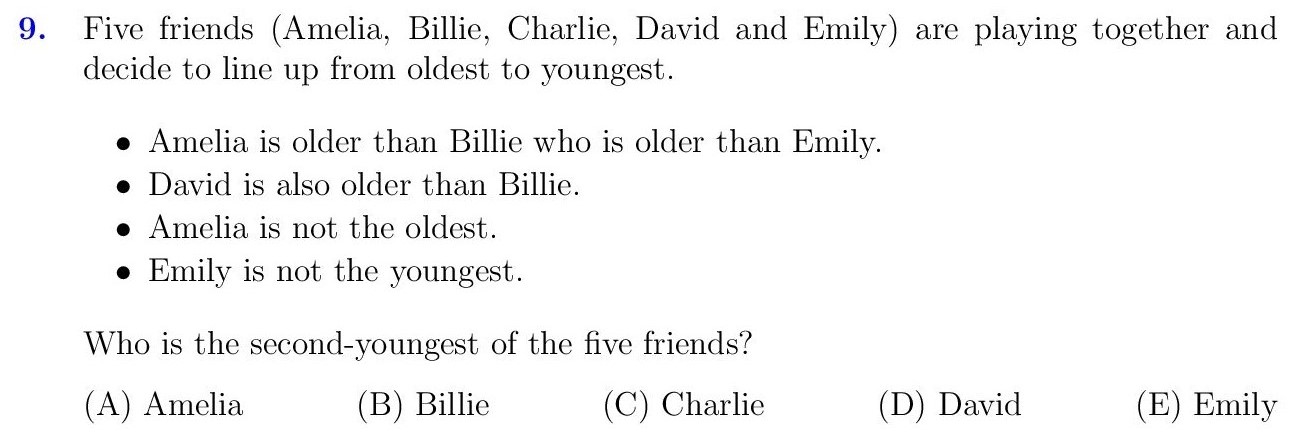 9. Five friends (Amelia, Billie, Charlie, David and Emily) are playing together and
decide to line up from oldest to youngest.
• Amelia is older than Billie who is older than Emily.
• David is also older than Billie.
• Amelia is not the oldest.
• Emily is not the youngest.
Who is the second-youngest of the five friends?
(A) Amelia (B) Billie (C) Charlie (D) David (E) Emily